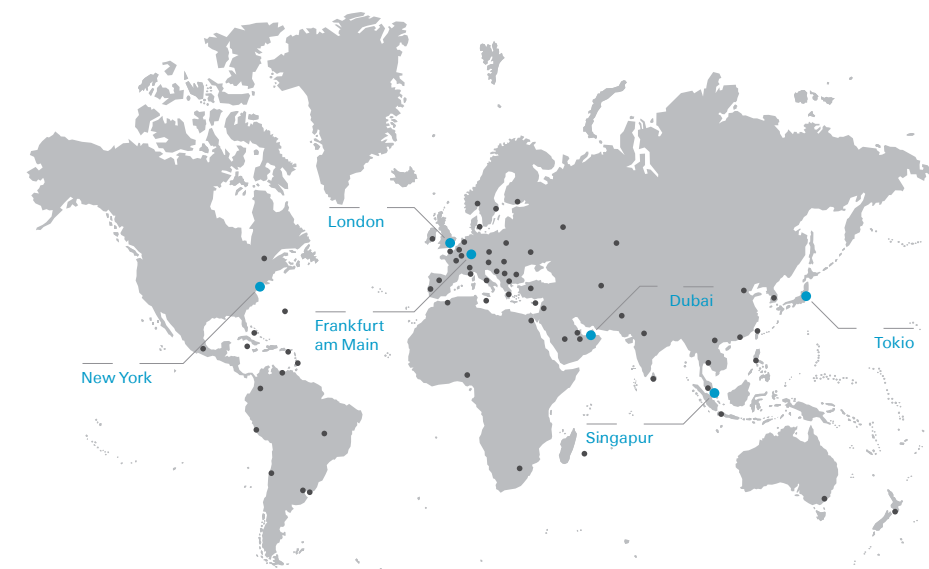 London
Dubai
Frankfurt
am Main
Tokio
New York
Singapur